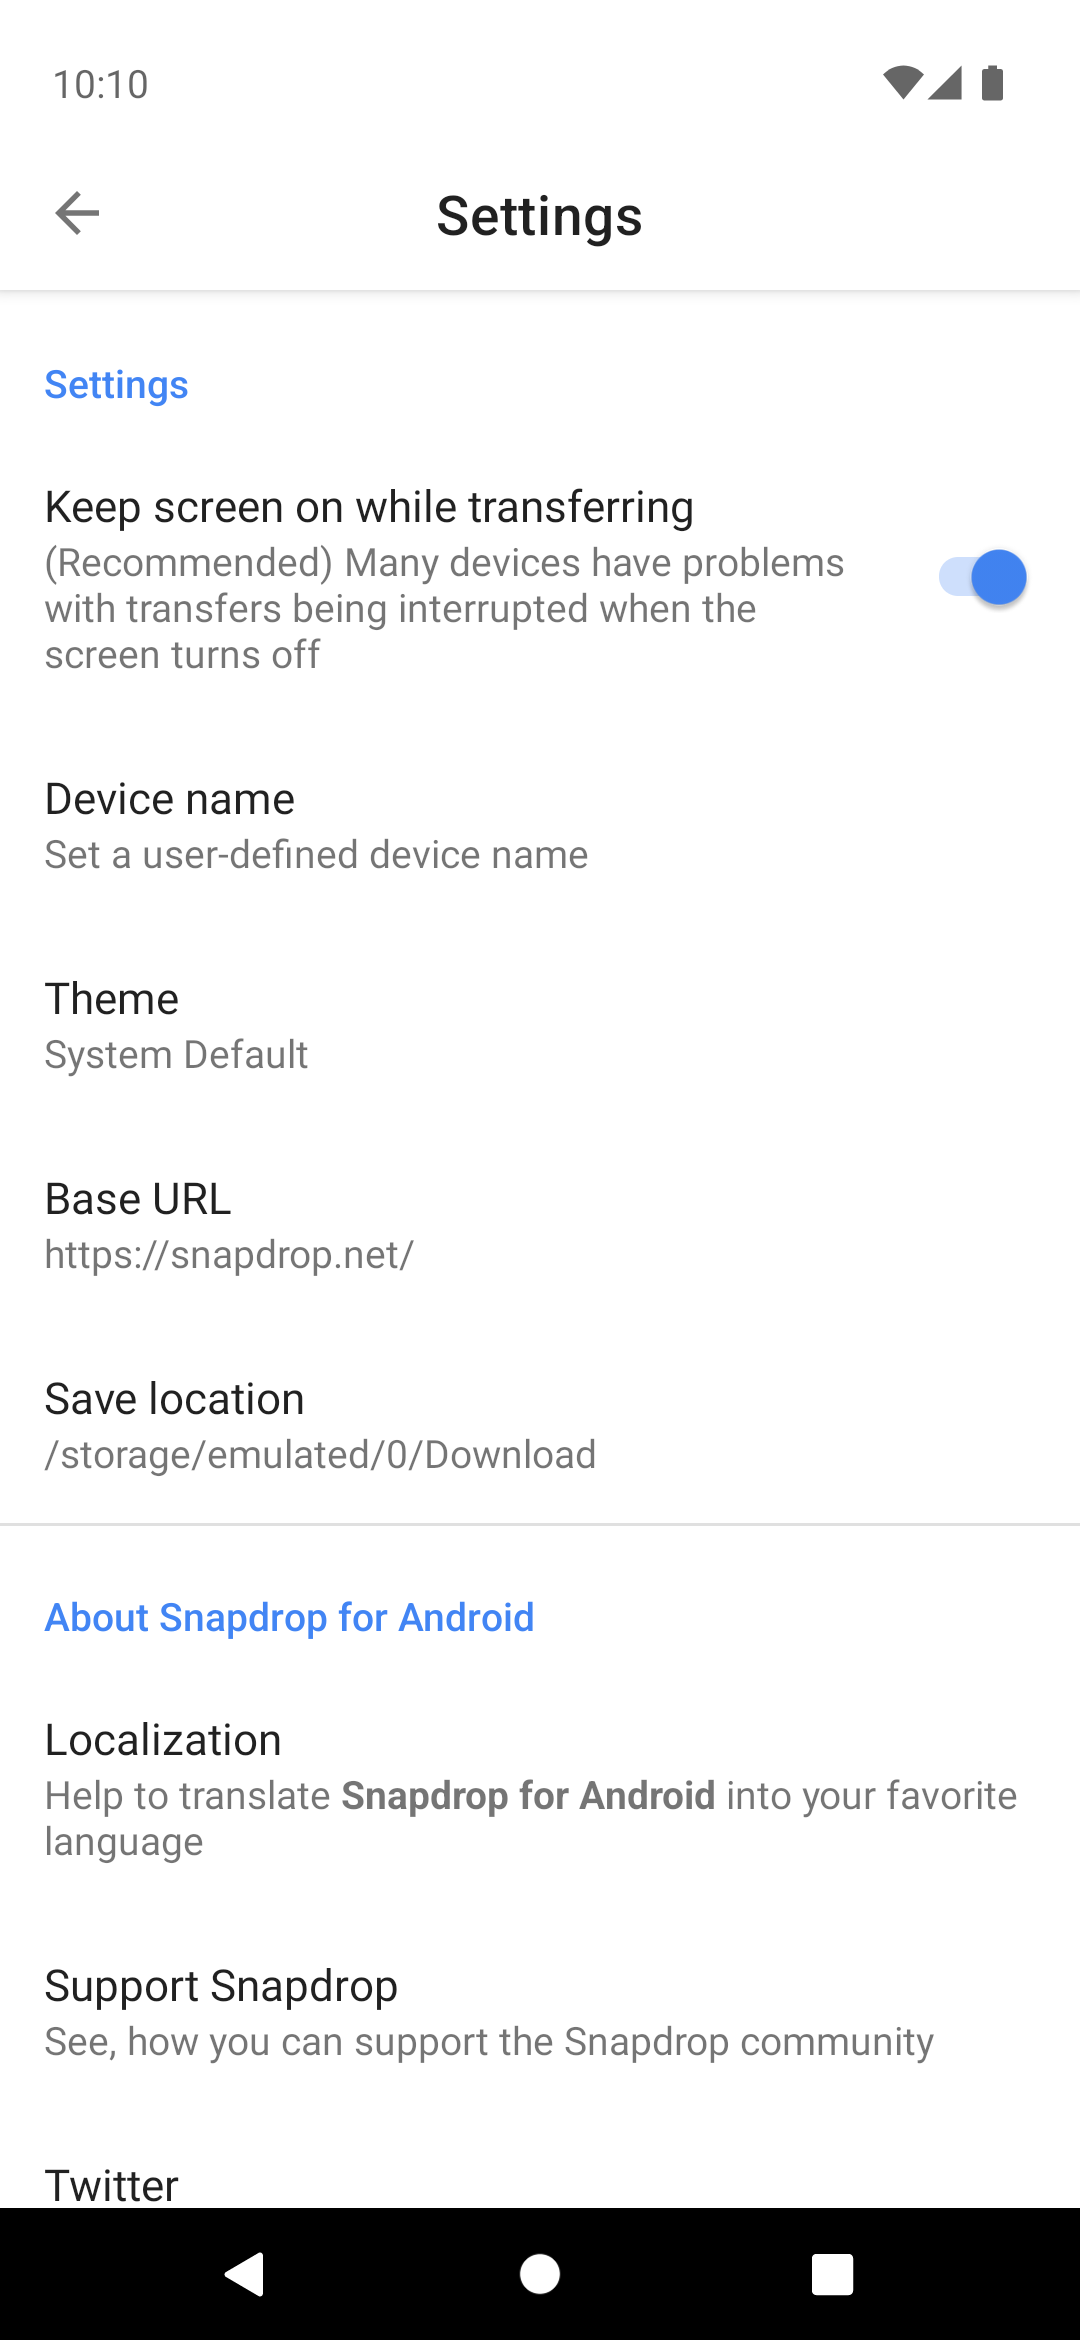 10:10
Settings
Settings
Keep screen on while transferring
(Recommended) Many devices have problems
with transfers being interrupted when the
screen turns off
Device name
Set a user-defined device name
Theme
System Default
Base URL
https://snapdrop.net/
Save location
/storage/emulated/0/Download
About Snapdrop for Android
Localization
Help to translate Snapdrop for Android into your favorite
language
Support Snapdrop
See, how you can support the Snapdrop community
Twitter